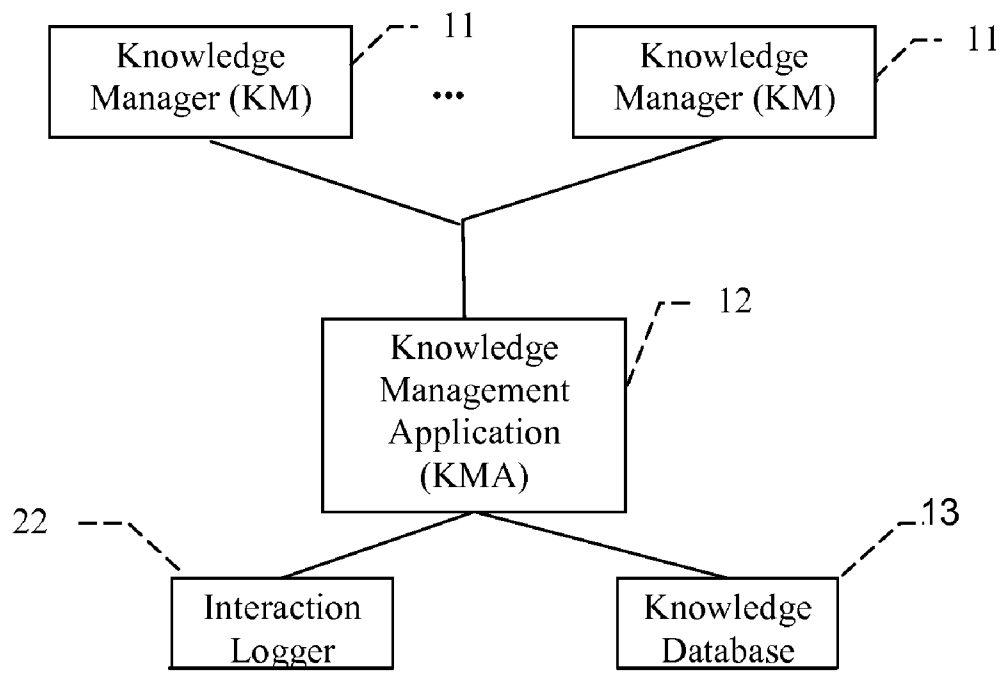 Knowledge
Manager (KM)
11
...
Knowledge
Manager (KM)
11
Knowledge
Management
Application
(KMA)
12
22
Interaction
Logger
13
Knowledge
Database